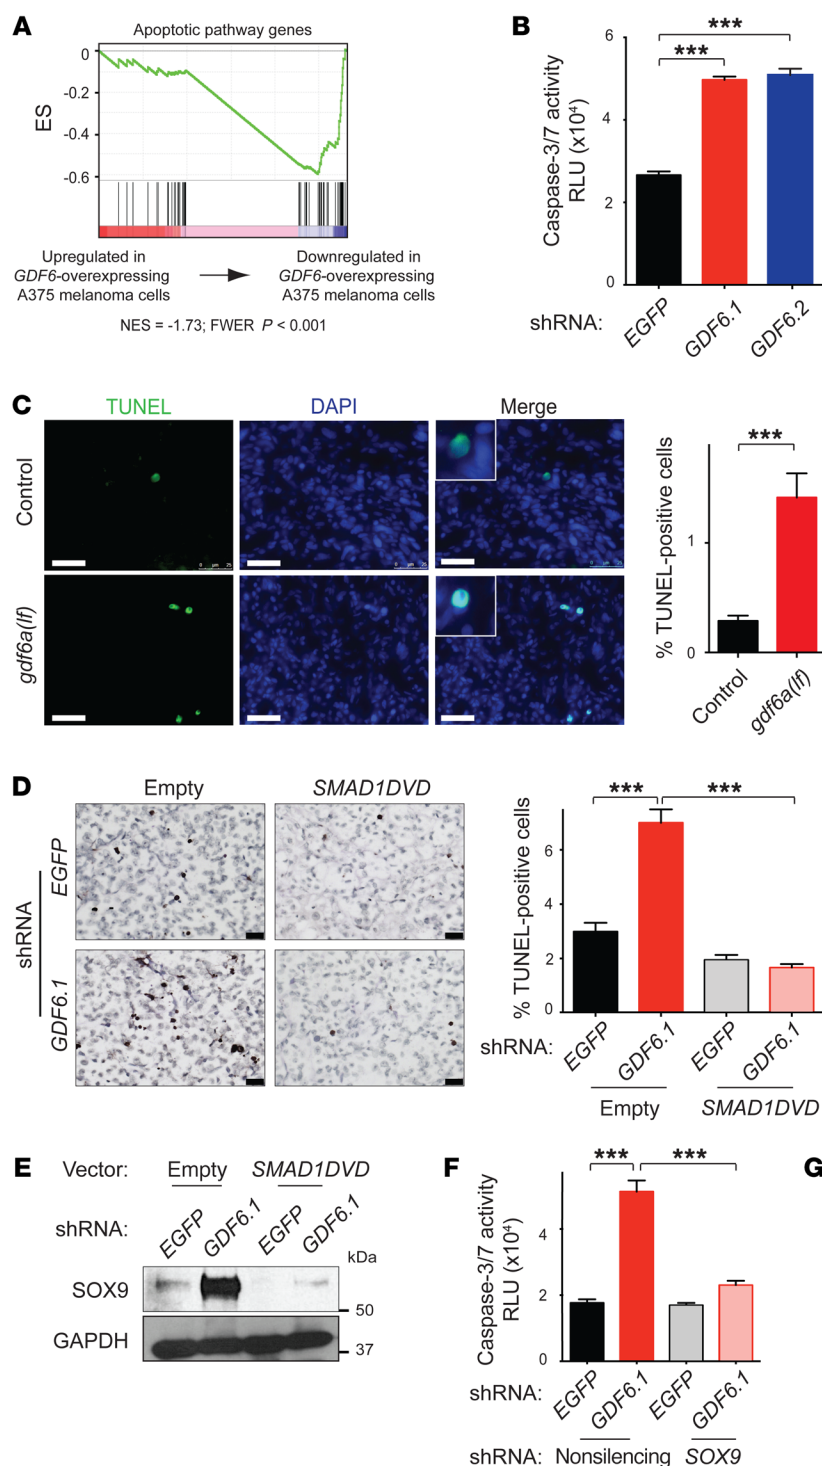 A
Apoptotic pathway genes
ES
0
-0.2
-0.4
-0.6
Upregulated in
GDF6-overexpressing
A375 melanoma cells
Downregulated in
GDF6-overexpressing
A375 melanoma cells
NES = -1.73; FWER P < 0.001
B
***
***
Caspase-3/7 activity
RLU (x10⁴)
6
4
2
0
shRNA:
EGFP
GDF6.1
GDF6.2
C
TUNEL
DAPI
Merge
Control
gdf6a(lf)
0 µm 25
0 µm 25
***
% TUNEL-positive cells
1
0
Control
gdf6a(lf)
D
Empty
SMAD1DVD
shRNA
EGFP
GDF6.1
***
***
% TUNEL-positive cells
6
4
2
0
shRNA:
EGFP
GDF6.1
EGFP
GDF6.1
Empty
SMAD1DVD
E
Vector:
Empty
SMAD1DVD
shRNA:
EGFP
GDF6.1
EGFP
GDF6.1
kDa
SOX9
50
GAPDH
37
F
***
***
Caspase-3/7 activity
RLU (x10⁴)
4
2
0
shRNA:
EGFP
GDF6.1
EGFP
GDF6.1
shRNA:
Nonsilencing
SOX9
G